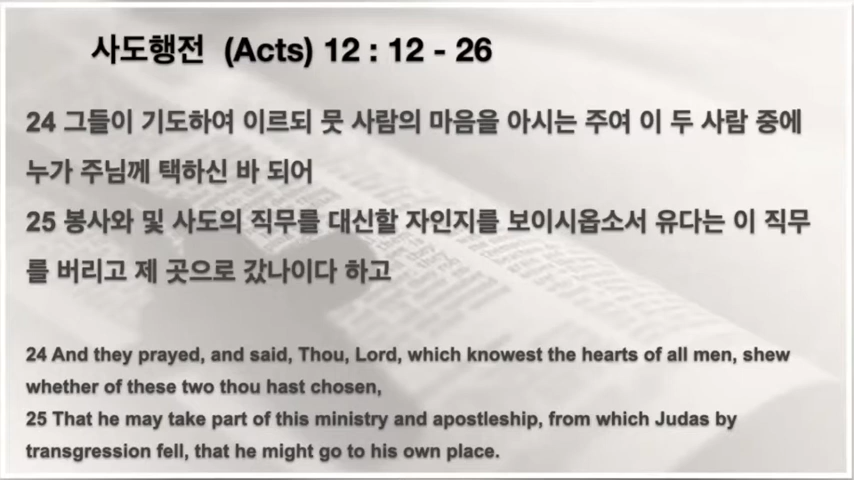 사도행전 (Acts) 12 : 12 - 26
24 그들이 기도하여 이르되 뭇 사람의 마음을 아시는 주여 이 두 사람 중에
누가 주님께 택하신 바 되어
25 봉사와 및 사도의 직무를 대신할 자인지를 보이시옵소서 유다는 이 직무
를 버리고 제 곳으로 갔나이다 하고
24 And they prayed, and said, Thou, Lord, which knowest the hearts of all men, shew
whether of these two thou hast chosen,
25 That he may take part of this ministry and apostleship, from which Judas by
transgression fell, that he might go to his own place.